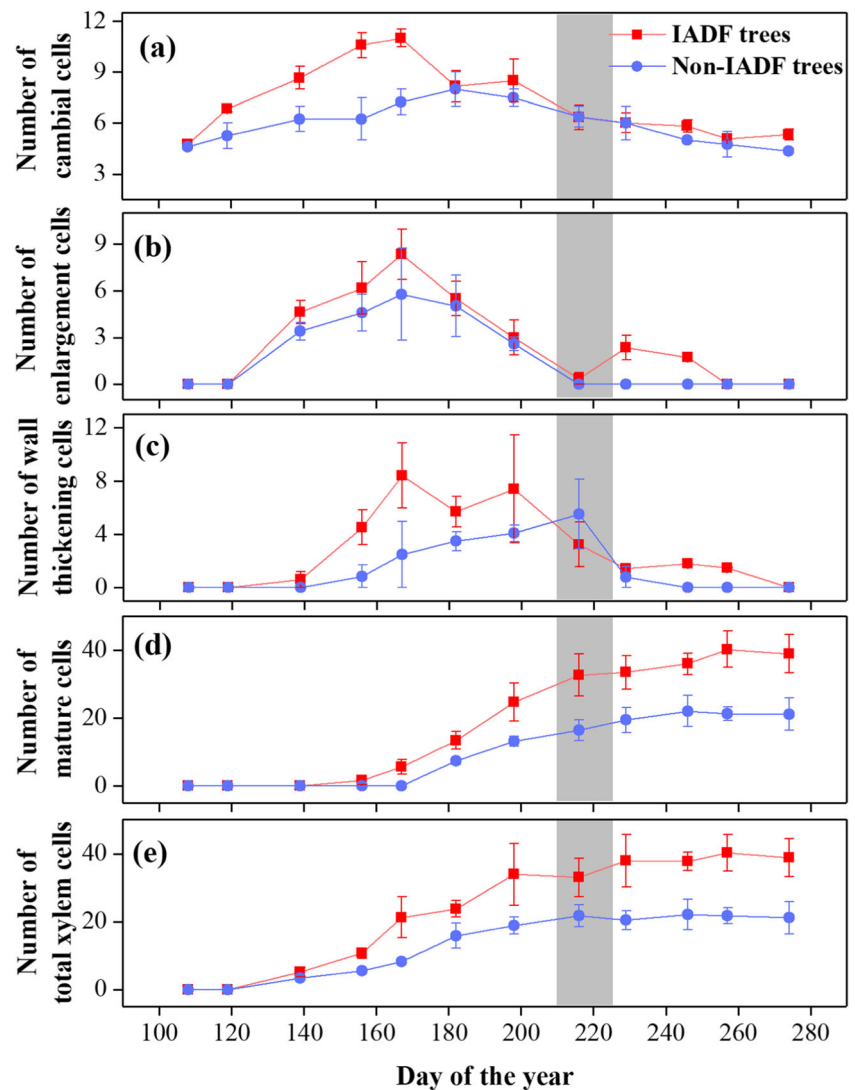 12
9
6
3
Number of
cambial cells
(a)
IADF trees
Non-IADF trees
9
6
3
0
Number of
enlargement cells
(b)
12
8
4
0
Number of wall
thickening cells
(c)
40
20
0
Number of
mature cells
(d)
40
20
0
Number of
total xylem cells
(e)
100 120 140 160 180 200 220 240 260 280
Day of the year